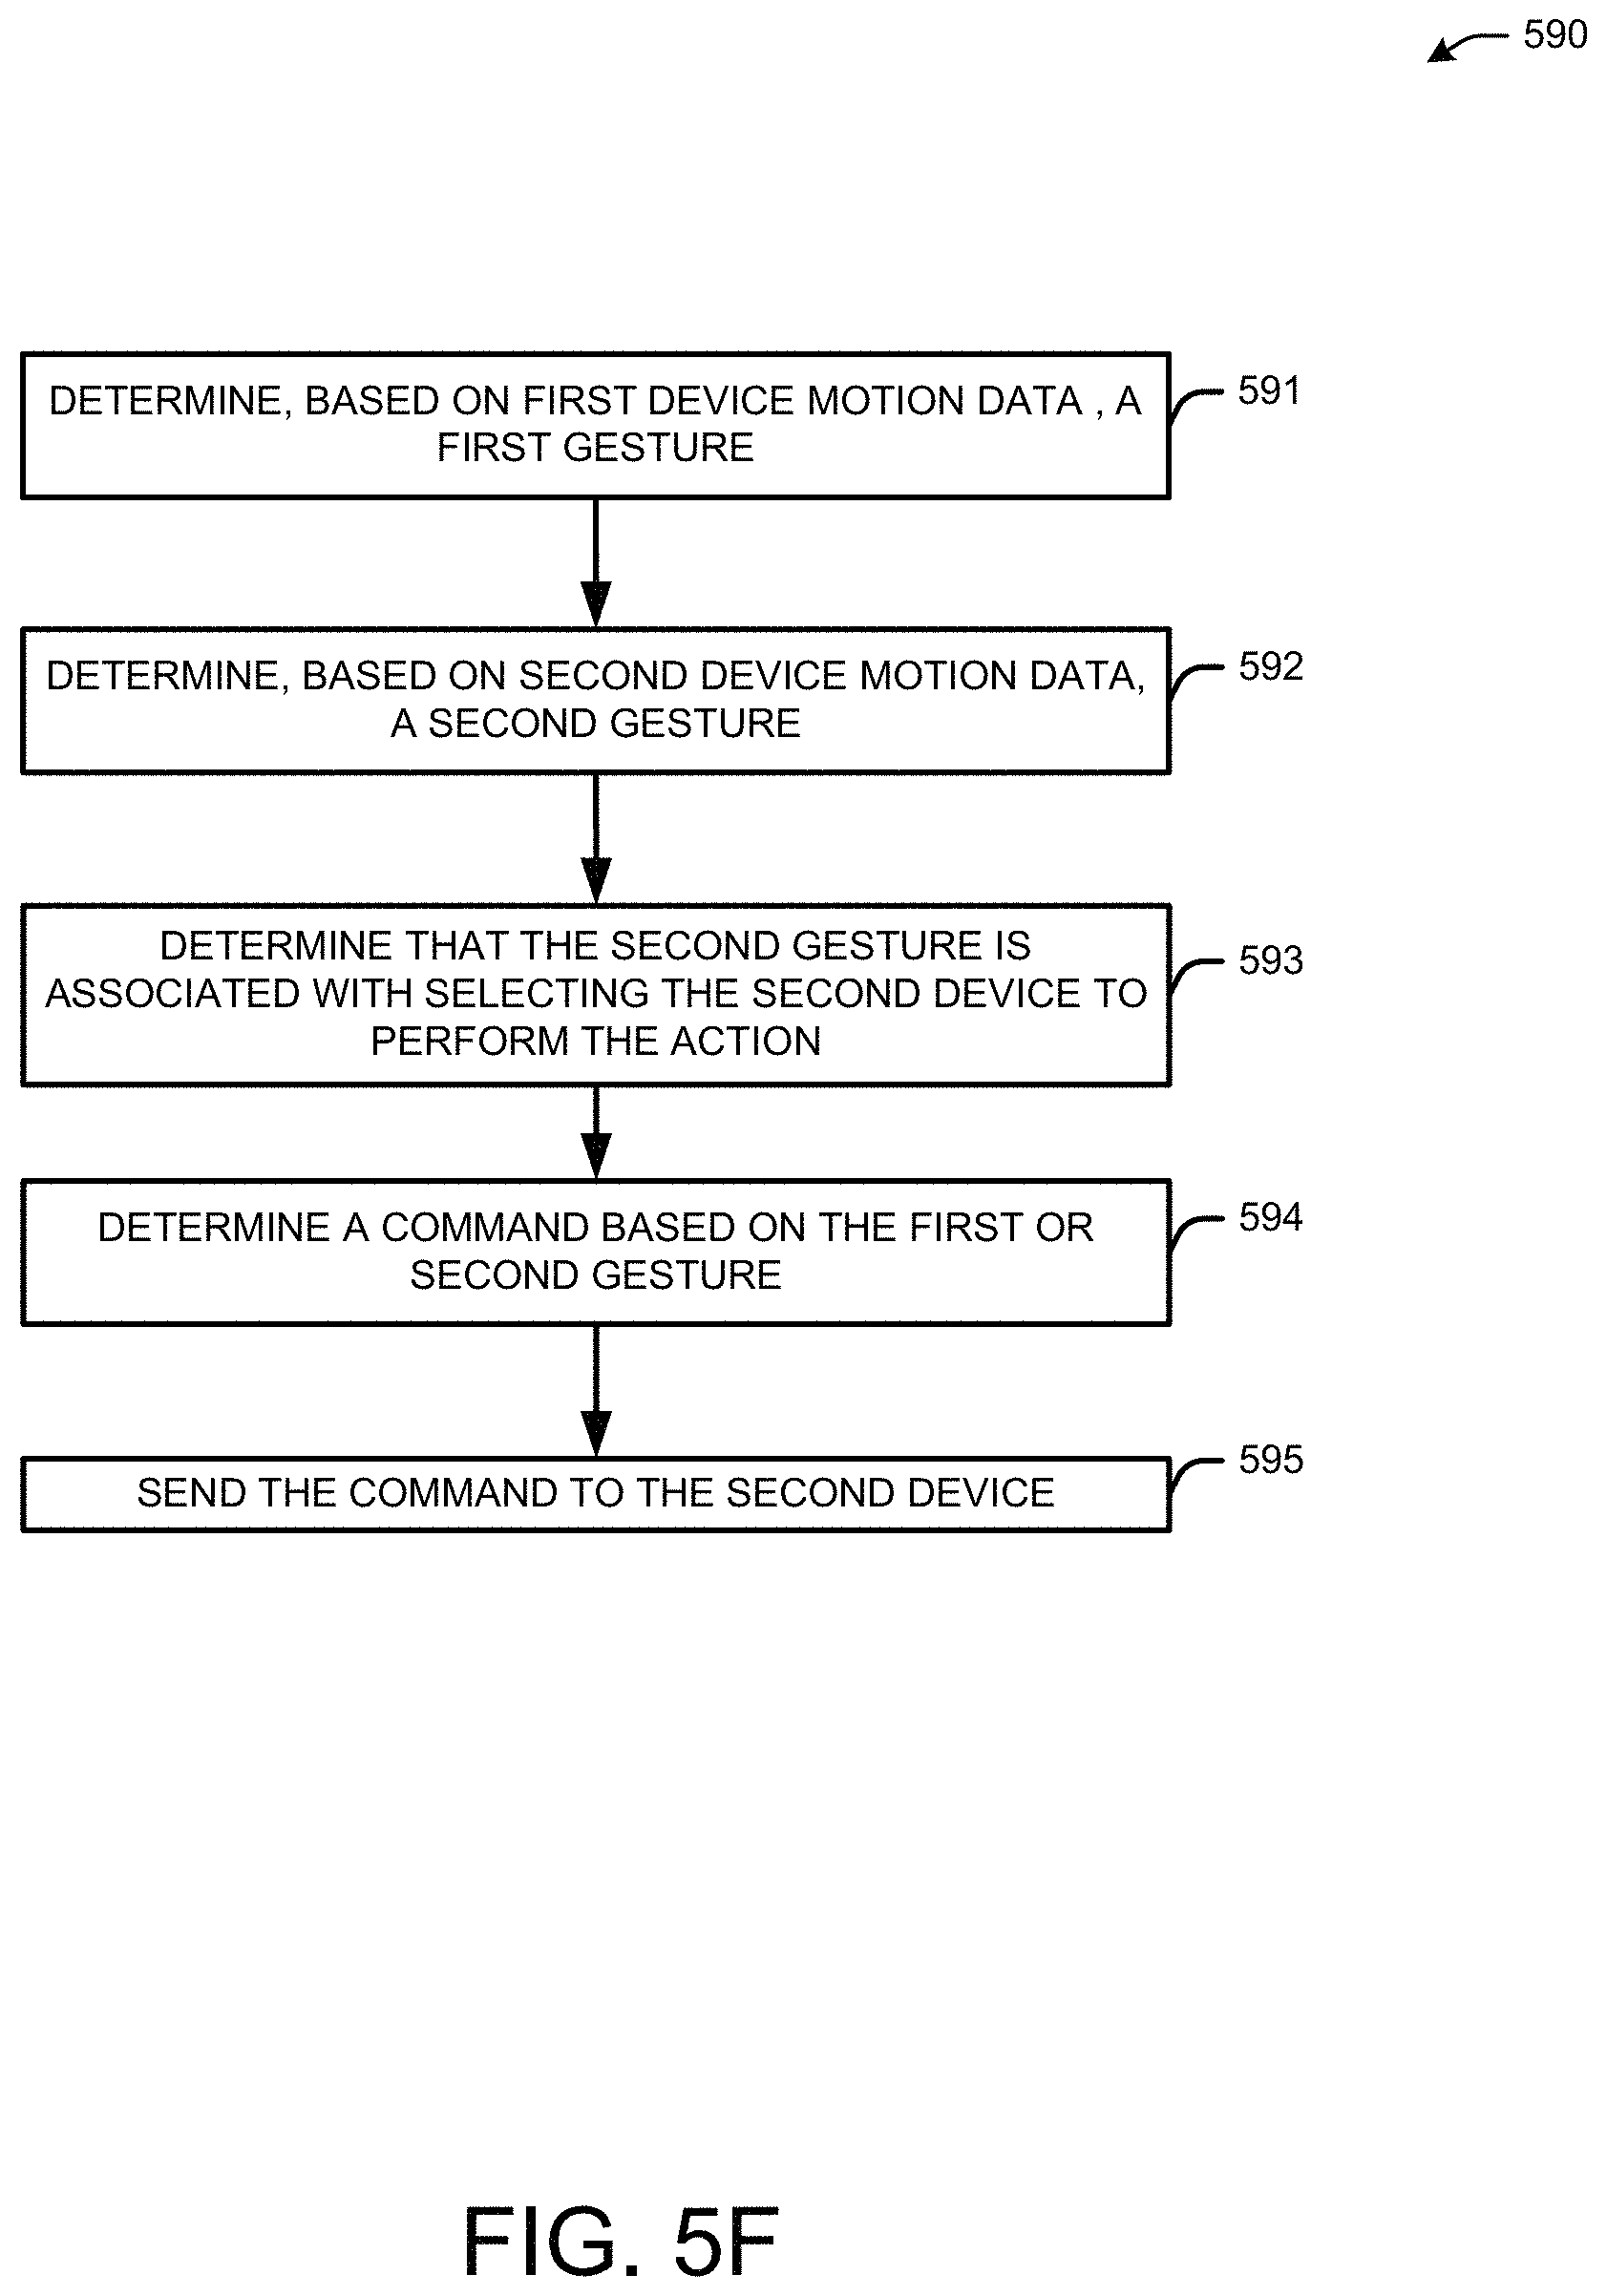 590
DETERMINE, BASED ON FIRST DEVICE MOTION DATA , A
FIRST GESTURE
591
DETERMINE, BASED ON SECOND DEVICE MOTION DATA,
A SECOND GESTURE
592
DETERMINE THAT THE SECOND GESTURE IS
ASSOCIATED WITH SELECTING THE SECOND DEVICE TO
PERFORM THE ACTION
593
DETERMINE A COMMAND BASED ON THE FIRST OR
SECOND GESTURE
594
SEND THE COMMAND TO THE SECOND DEVICE
595
FIG. 5F